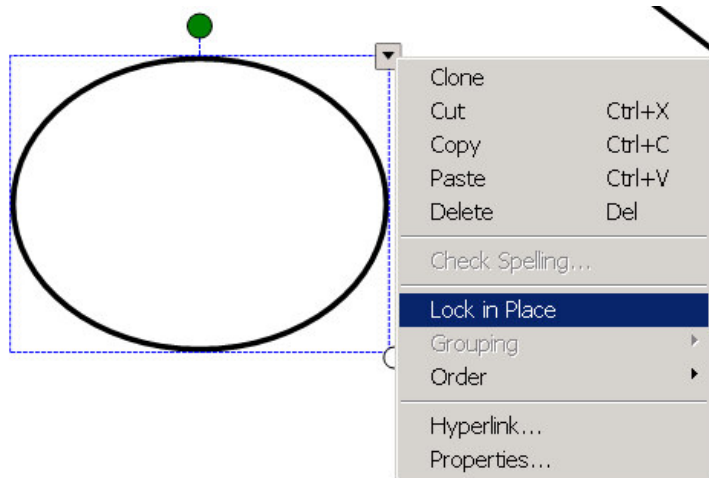 Clone
Cut Ctrl+X
Copy Ctrl+C
Paste Ctrl+V
Delete Del
Check Spelling...
Lock in Place
Grouping
Order
Hyperlink...
Properties...